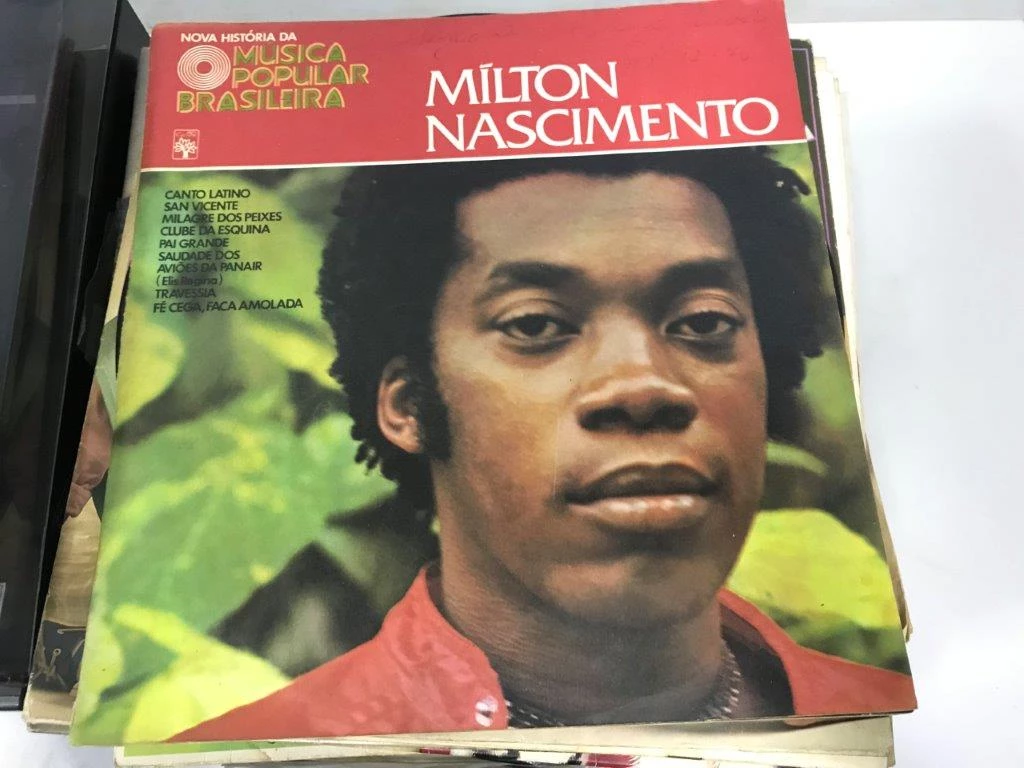 NOVA HISTÓRIA DA
MÚSICA
POPULAR
BRASILEIRA
MÍLTON
NASCIMENTO
CANTO LATINO
SAN VICENTE
MILAGRE DOS PEIXES
CLUBE DA ESQUINA
PAI GRANDE
SAUDADE DOS
AVIÕES DA PANAIR
(Elis Regina)
TRAVESSIA
FÉ CEGA, FACA AMOLADA